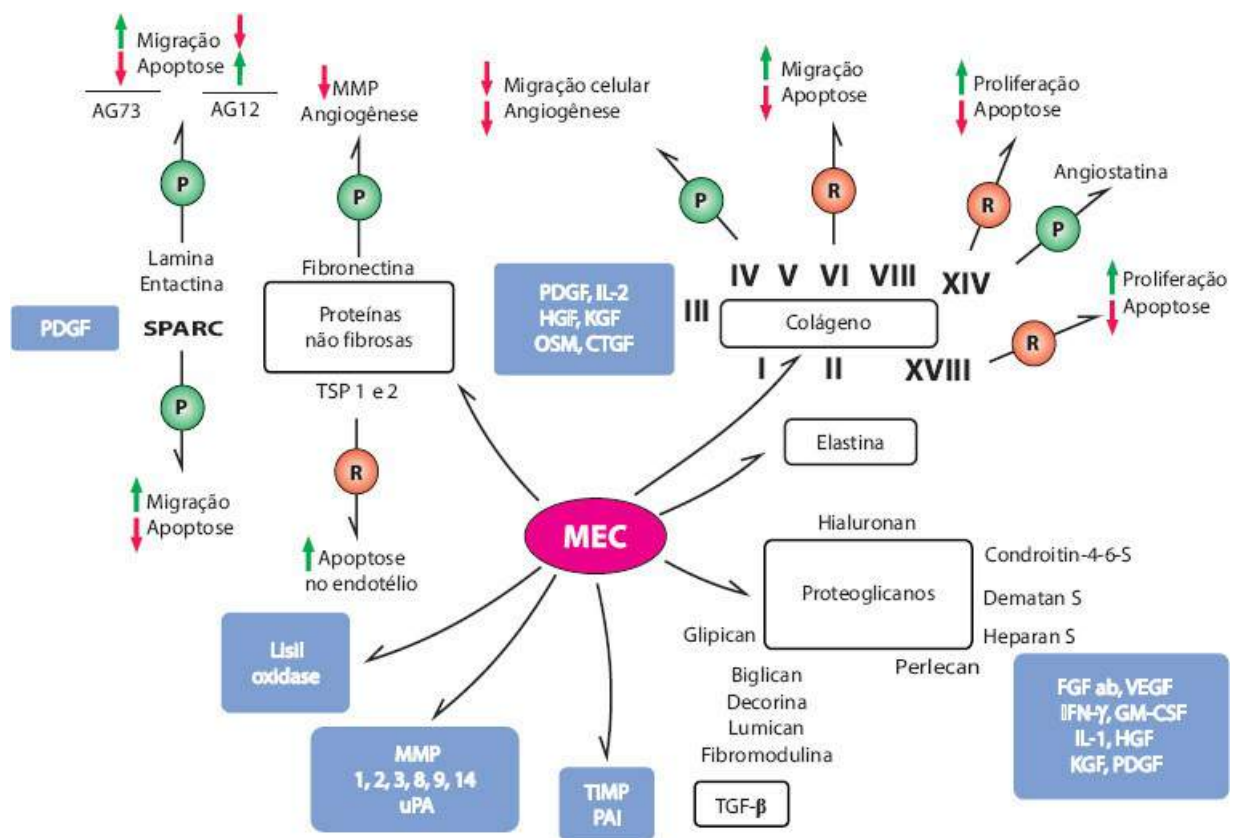 Migração
Apoptose
AG73
AG12
MMP
Angiogênese
Migração celular
Angiogênese
Migração
Apoptose
Proliferação
Apoptose
P
P
P
R
R
P
Angiostatina
Lamina
Entactina
SPARC
PDGF
Fibronectina
Proteínas
não fibrosas
TSP 1 e 2
PDGF, IL-2
HGF, KGF
OSM, CTGF
III
IV V VI VIII
XIV
Colágeno
I II
XVIII
R
Proliferação
Apoptose
P
Migração
Apoptose
R
Apoptose
no endotélio
Elastina
MEC
Hialuronan
Proteoglicanos
Condroitin-4-6-S
Dematan S
Heparan S
Glipican
Perlecan
Biglican
Decorina
Lumican
Fibromodulina
TGF-β
Lisil
oxidase
MMP
1, 2, 3, 8, 9, 14
uPA
TIMP
PAI
FGF ab, VEGF
IFN-γ, GM-CSF
IL-1, HGF
KGF, PDGF